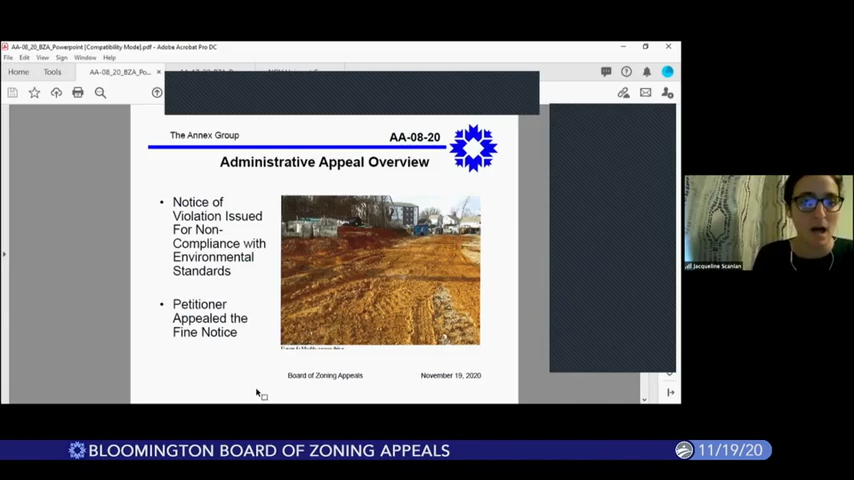 AA-08_20_BZA_Powerpoint [Compatibility Mode].pdf - Adobe Acrobat Pro DC
File Edit View Sign Window Help
Home Tools AA-08_20_BZA_Po... ×
The Annex Group AA-08-20
Administrative Appeal Overview
• Notice of
Violation Issued
For Non-
Compliance with
Environmental
Standards
• Petitioner
Appealed the
Fine Notice
Board of Zoning Appeals November 19, 2020
Jacqueline Scanlan
BLOOMINGTON BOARD OF ZONING APPEALS 11/19/20